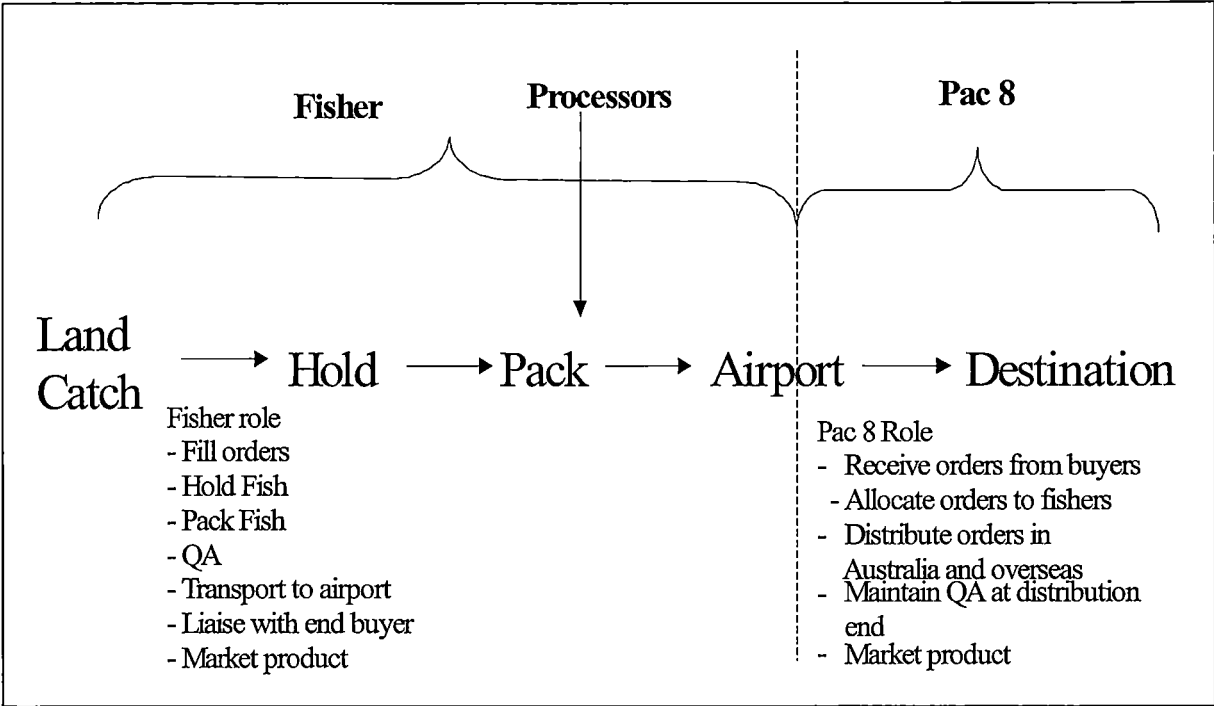 Fisher
Processors
Pac 8
Land
Catch
Hold
Pack
Airport
Destination
Fisher role
- Fill orders
- Hold Fish
- Pack Fish
- QA
- Transport to airport
- Liaise with end buyer
- Market product
Pac 8 Role
- Receive orders from buyers
- Allocate orders to fishers
- Distribute orders in
Australia and overseas
- Maintain QA at distribution
end
- Market product